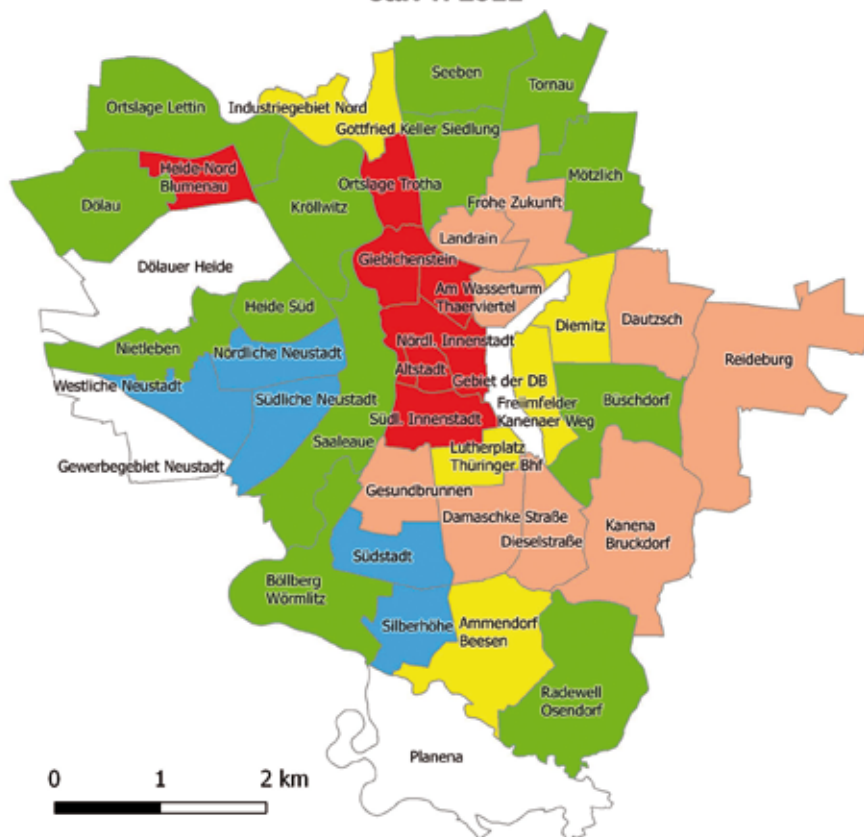 Seeben
Tornau
Ortslage Lettin
Industriegebiet Nord
Gottfried Keller Siedlung
Heide-Nord
Blumenau
Ortslage Trotha
Mötzlich
Dölau
Kröllwitz
Frohe Zukunft
Landrain
Giebichenstein
Dölauer Heide
Am Wasserturm
Thaerviertel
Heide Süd
Diemitz
Dautzsch
Nördl. Innenstadt
Nietleben
Nördliche Neustadt
Reideburg
Altstadt
Westliche Neustadt
Gebiet der DB
Südliche Neustadt
Freiimfelder
Kanenaer Weg
Buschdorf
Südl. Innenstadt
Saaleaue
Lutherplatz
Thüringer Bhf
Gewerbegebiet Neustadt
Gesundbrunnen
Damaschke Straße
Kanena
Bruckdorf
Dieselstraße
Südstadt
Böllberg
Wörmlitz
Silberhöhe
Ammendorf
Beesen
Radewell
Osendorf
Planena
0 1 2 km